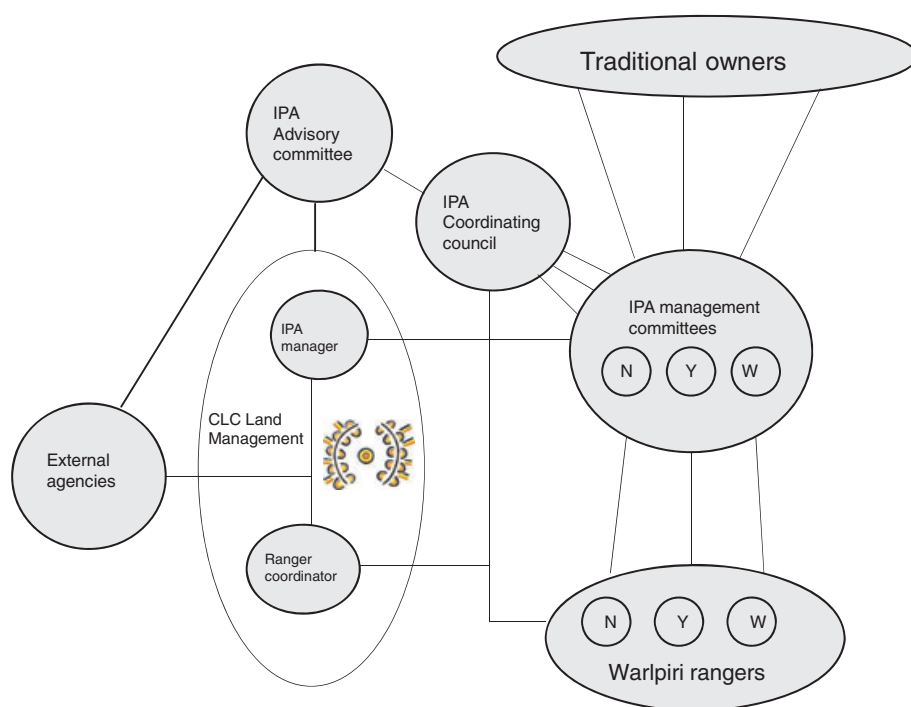 Traditional owners
IPA
Advisory
committee
IPA
Coordinating
council
IPA management
committees
N Y W
IPA
manager
CLC Land
Management
External
agencies
Ranger
coordinator
N Y W
Warlpiri rangers